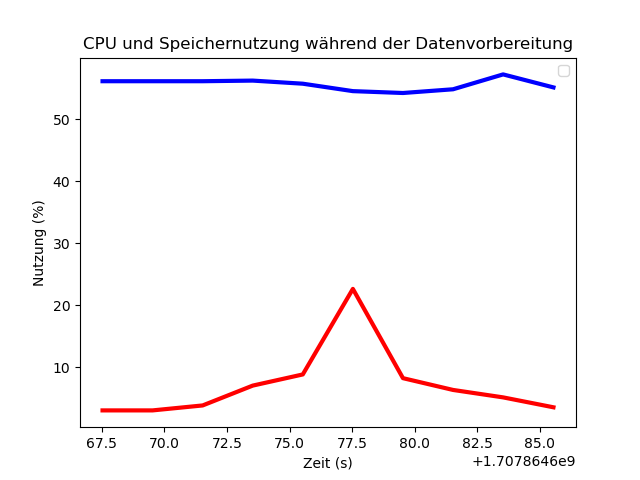 CPU und Speichernutzung während der Datenvorbereitung
50
40
30
20
10
Nutzung (%)
67.5 70.0 72.5 75.0 77.5 80.0 82.5 85.0
Zeit (s)
+1.7078646e9